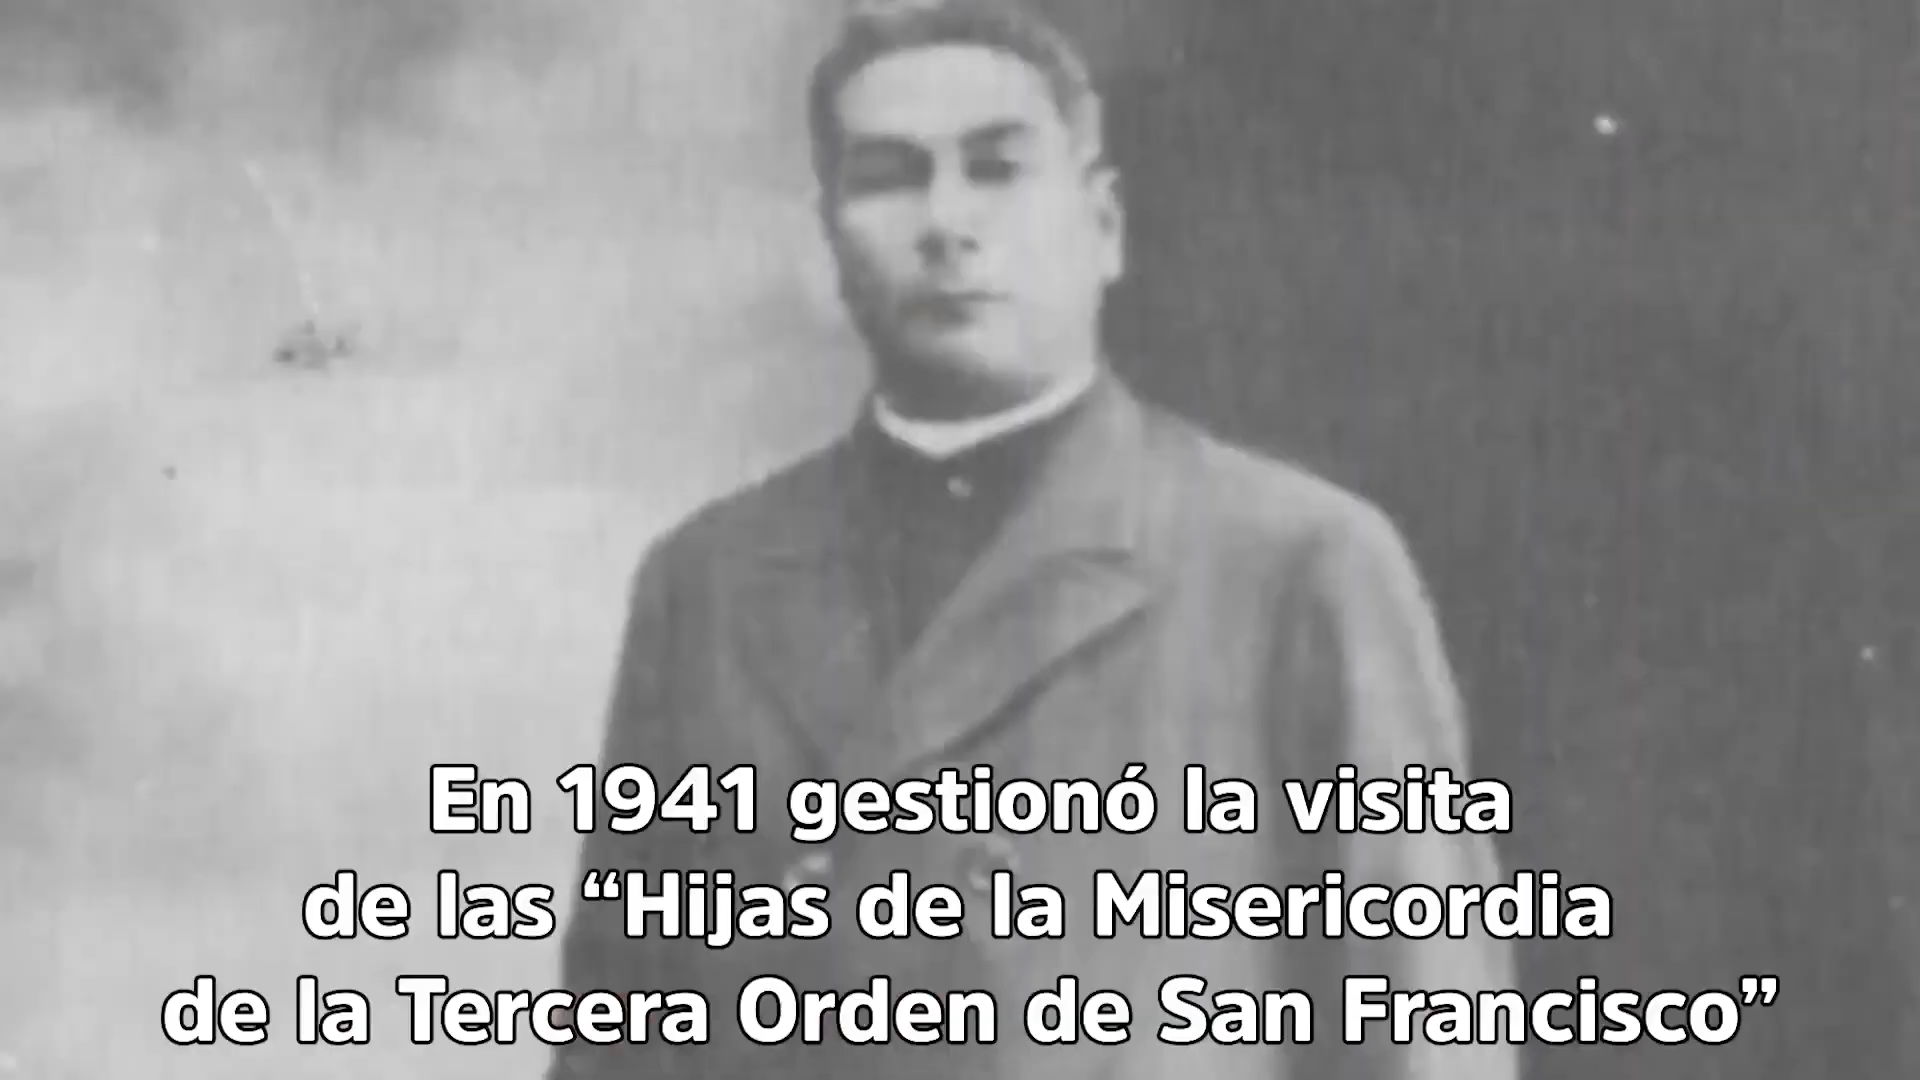 En 1941 gestionó la visita
de las “Hijas de la Misericordia
de la Tercera Orden de San Francisco”